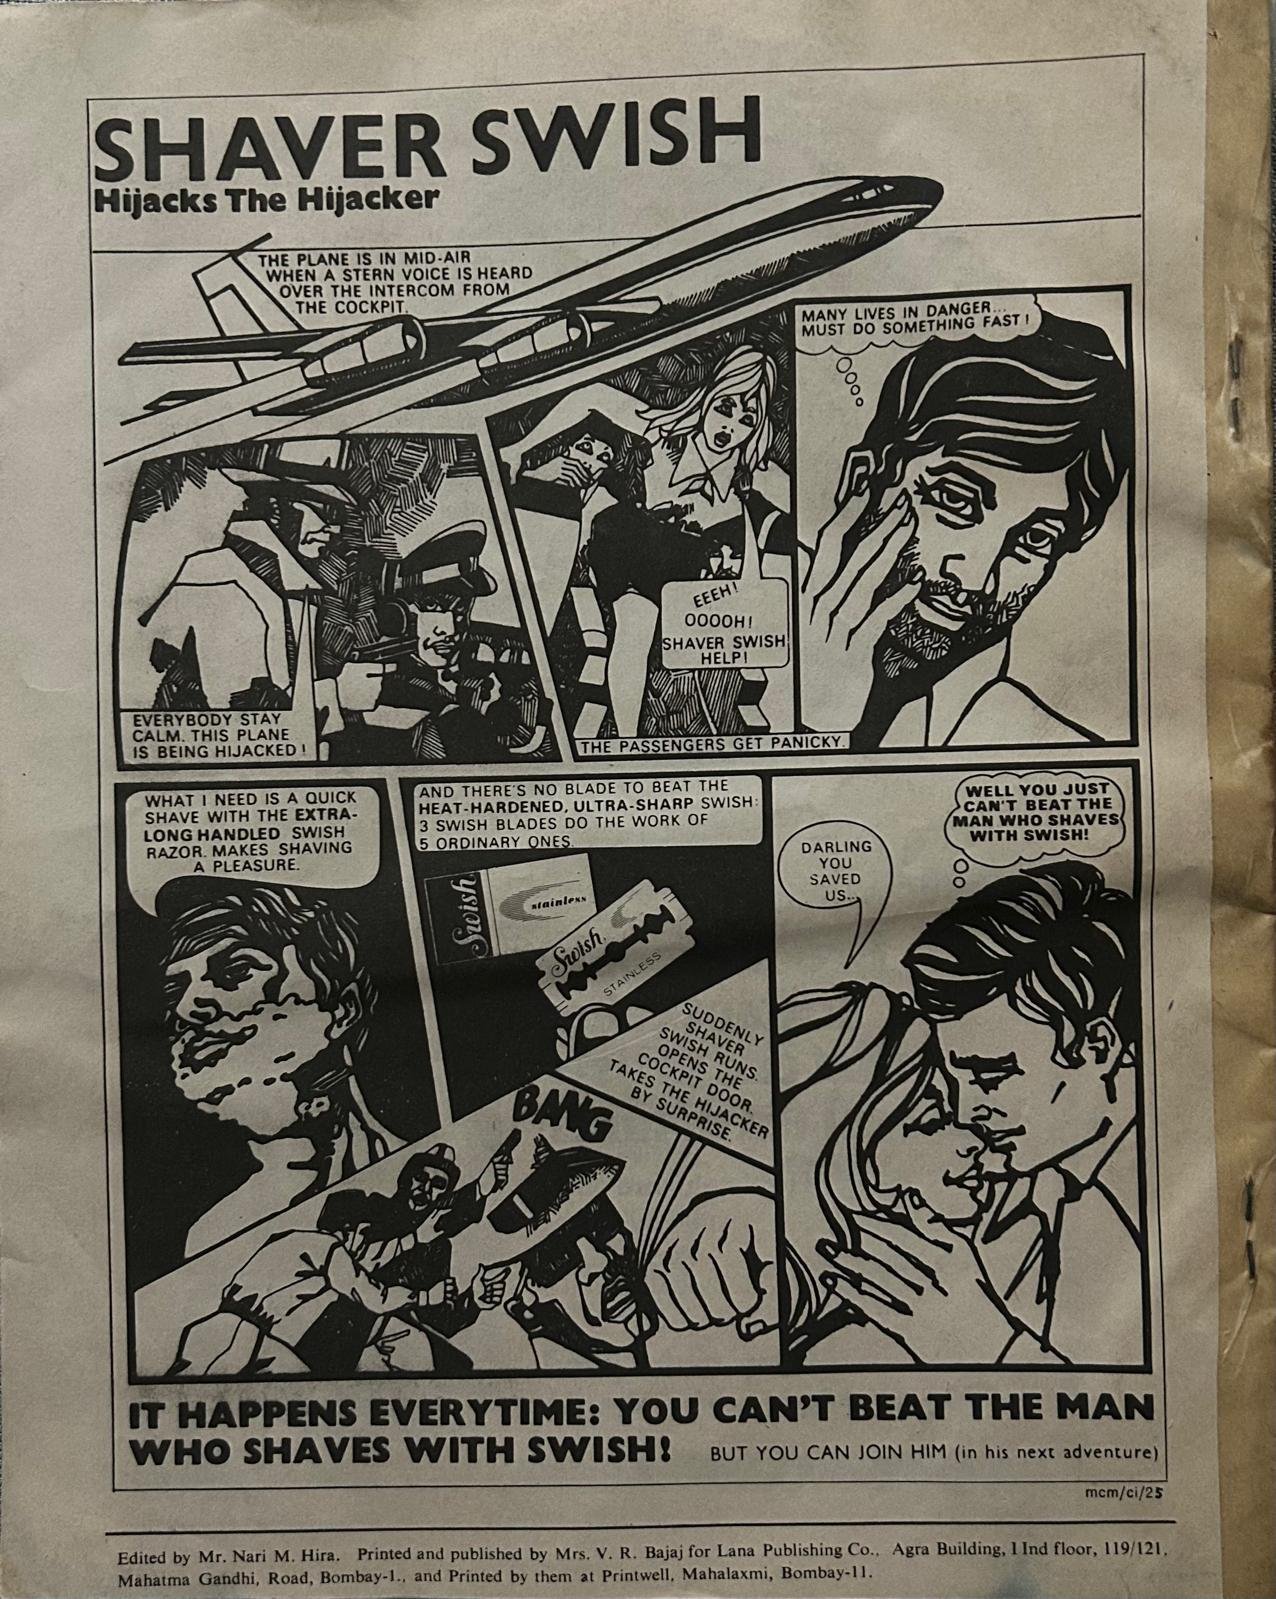 SHAVER SWISH
Hijacks The Hijacker
THE PLANE IS IN MID-AIR
WHEN A STERN VOICE IS HEARD
OVER THE INTERCOM FROM
THE COCKPIT.
EVERYBODY STAY
CALM. THIS PLANE
IS BEING HIJACKED!
EEEH!
OOOOH!
SHAVER SWISH
HELP!
THE PASSENGERS GET PANICKY.
MANY LIVES IN DANGER...
MUST DO SOMETHING FAST!
WHAT I NEED IS A QUICK
SHAVE WITH THE EXTRA-
LONG HANDLED SWISH
RAZOR. MAKES SHAVING
A PLEASURE.
AND THERE'S NO BLADE TO BEAT THE
HEAT-HARDENED, ULTRA-SHARP SWISH:
3 SWISH BLADES DO THE WORK OF
5 ORDINARY ONES.
Swish
stainless
Swish
STAINLESS
SUDDENLY
SHAVER
SWISH RUNS.
OPENS THE
COCKPIT DOOR.
TAKES THE HIJACKER
BY SURPRISE.
BANG
DARLING
YOU
SAVED
US...
WELL YOU JUST
CAN'T BEAT THE
MAN WHO SHAVES
WITH SWISH!
IT HAPPENS EVERYTIME: YOU CAN'T BEAT THE MAN
WHO SHAVES WITH SWISH! BUT YOU CAN JOIN HIM (in his next adventure)
mcm/ci/25
Edited by Mr. Nari M. Hira. Printed and published by Mrs. V. R. Bajaj for Lana Publishing Co., Agra Building, IInd floor, 119/121,
Mahatma Gandhi, Road, Bombay-1., and Printed by them at Printwell, Mahalaxmi, Bombay-11.